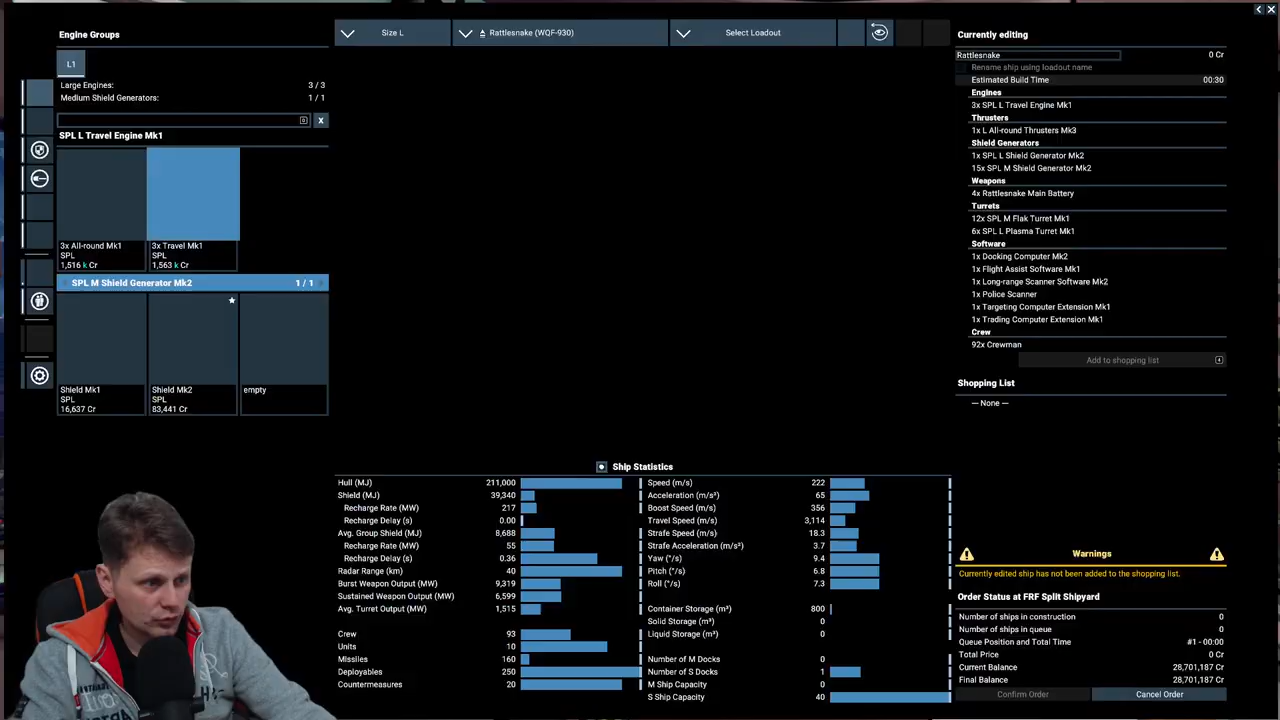 Engine Groups
L1
Large Engines: 3 / 3
Medium Shield Generators: 1 / 1
x
SPL L Travel Engine Mk1
3x All-round Mk1
SPL
1,516 k Cr
3x Travel Mk1
SPL
1,563 k Cr
SPL M Shield Generator Mk2 1 / 1
Shield Mk1
SPL
16,637 Cr
Shield Mk2
SPL
83,441 Cr
empty
Size L
Rattlesnake (WQF-930)
Select Loadout
Ship Statistics
Hull (MJ) 211,000
Shield (MJ) 39,340
Recharge Rate (MW) 217
Recharge Delay (s) 0.00
Avg. Group Shield (MJ) 8,688
Recharge Rate (MW) 55
Recharge Delay (s) 0.36
Radar Range (km) 40
Burst Weapon Output (MW) 9,319
Sustained Weapon Output (MW) 6,599
Avg. Turret Output (MW) 1,515
Crew 93
Units 10
Missiles 160
Deployables 250
Countermeasures 20
Speed (m/s) 222
Acceleration (m/s²) 65
Boost Speed (m/s) 356
Travel Speed (m/s) 3,114
Strafe Speed (m/s) 18.3
Strafe Acceleration (m/s²) 3.7
Yaw (°/s) 9.4
Pitch (°/s) 6.8
Roll (°/s) 7.3
Container Storage (m³) 800
Solid Storage (m³) 0
Liquid Storage (m³) 0
Number of M Docks 0
Number of S Docks 1
M Ship Capacity 0
S Ship Capacity 40
Currently editing
Rattlesnake 0 Cr
Rename ship using loadout name
Estimated Build Time 00:30
Engines
3x SPL L Travel Engine Mk1
Thrusters
1x L All-round Thrusters Mk3
Shield Generators
1x SPL L Shield Generator Mk2
15x SPL M Shield Generator Mk2
Weapons
4x Rattlesnake Main Battery
Turrets
12x SPL M Flak Turret Mk1
6x SPL L Plasma Turret Mk1
Software
1x Docking Computer Mk2
1x Flight Assist Software Mk1
1x Long-range Scanner Software Mk2
1x Police Scanner
1x Targeting Computer Extension Mk1
1x Trading Computer Extension Mk1
Crew
92x Crewman
Add to shopping list
Shopping List
— None —
Warnings
Currently edited ship has not been added to the shopping list.
Order Status at FRF Split Shipyard
Number of ships in construction 0
Number of ships in queue 0
Queue Position and Total Time #1 - 00:00
Total Price 0 Cr
Current Balance 28,701,187 Cr
Final Balance 28,701,187 Cr
Confirm Order
Cancel Order